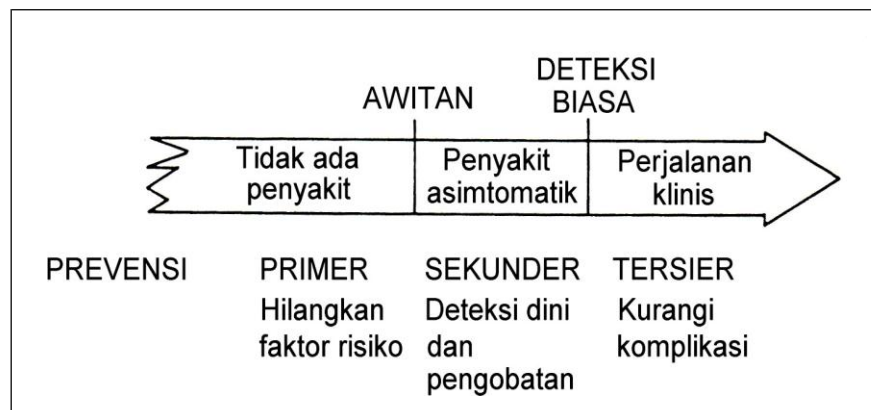 AWITAN
DETEKSI
BIASA
Tidak ada
penyakit
Penyakit
asimtomatik
Perjalanan
klinis
PREVENSI
PRIMER
Hilangkan
faktor risiko
SEKUNDER
Deteksi dini
dan
pengobatan
TERSIER
Kurangi
komplikasi